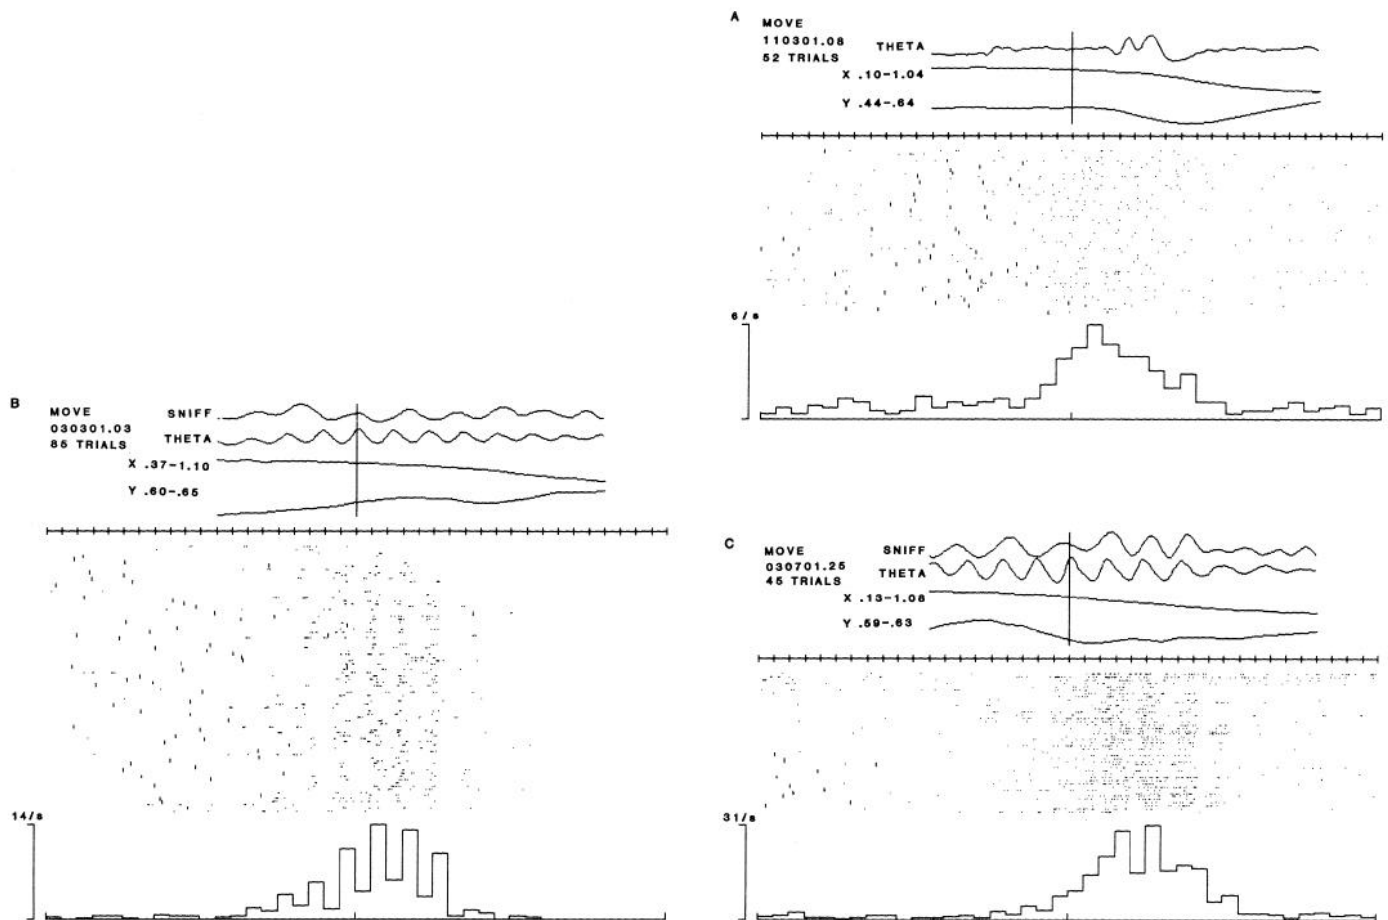 A
MOVE
110301.08 THETA
52 TRIALS
X .10-1.04
Y .44-.64
6/s
B
MOVE SNIFF
030301.03
85 TRIALS THETA
X .37-1.10
Y .60-.65
14/s
C
MOVE SNIFF
030701.25
45 TRIALS THETA
X .13-1.08
Y .59-.63
31/s